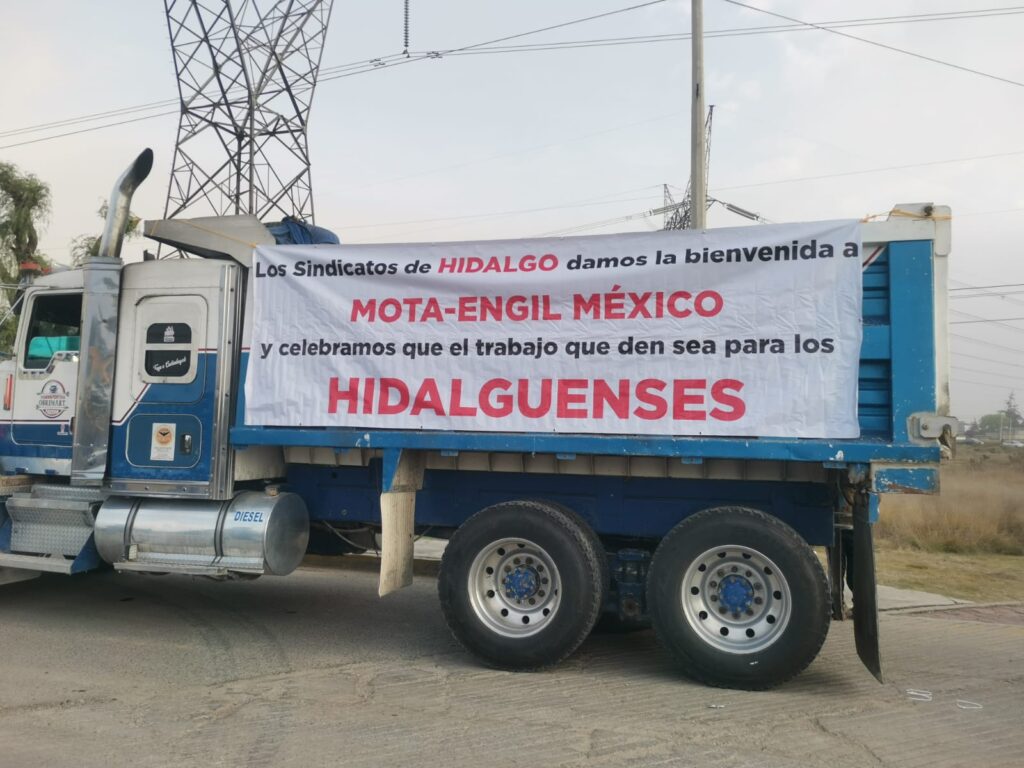 Los Sindicatos de HIDALGO damos la bienvenida a
MOTA-ENGIL MÉXICO
y celebramos que el trabajo que den sea para los
HIDALGUENSES
DIESEL